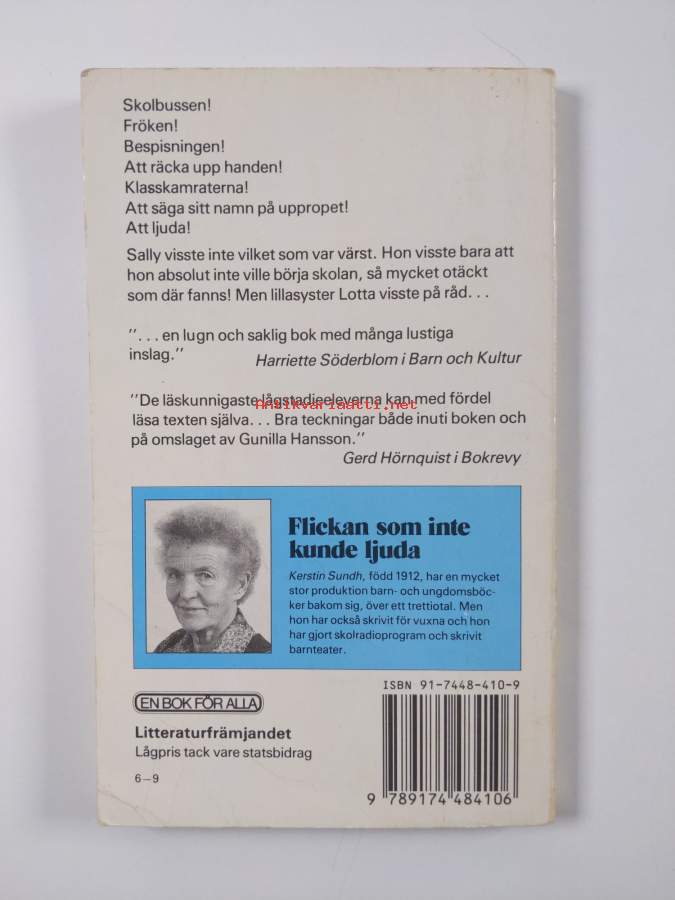 Skolbussen!
Fröken!
Bespisningen!
Att räcka upp handen!
Klasskamraterna!
Att säga sitt namn på uppropet!
Att ljuda!
Sally visste inte vilket som var värst. Hon visste bara att
hon absolut inte ville börja skolan, så mycket otäckt
som där fanns! Men lillasyster Lotta visste på råd...
"... en lugn och saklig bok med många lustiga
inslag."
Harriette Söderblom i Barn och Kultur
"De läskunnigaste lågstadieeleverna kan med fördel
Antikvariaatti.net
läsa texten själva... Bra teckningar både inuti boken och
på omslaget av Gunilla Hansson."
Gerd Hörnquist i Bokrevy
Flickan som inte
kunde ljuda
Kerstin Sundh, född 1912, har en mycket
stor produktion barn- och ungdomsböc-
ker bakom sig, över ett trettiotal. Men
hon har också skrivit för vuxna och hon
har gjort skolradioprogram och skrivit
barnteater.
ISBN 91-7448-410-9
EN BOK FÖR ALLA
Litteraturfrämjandet
Lågpris tack vare statsbidrag
6–9
9 789174 484106